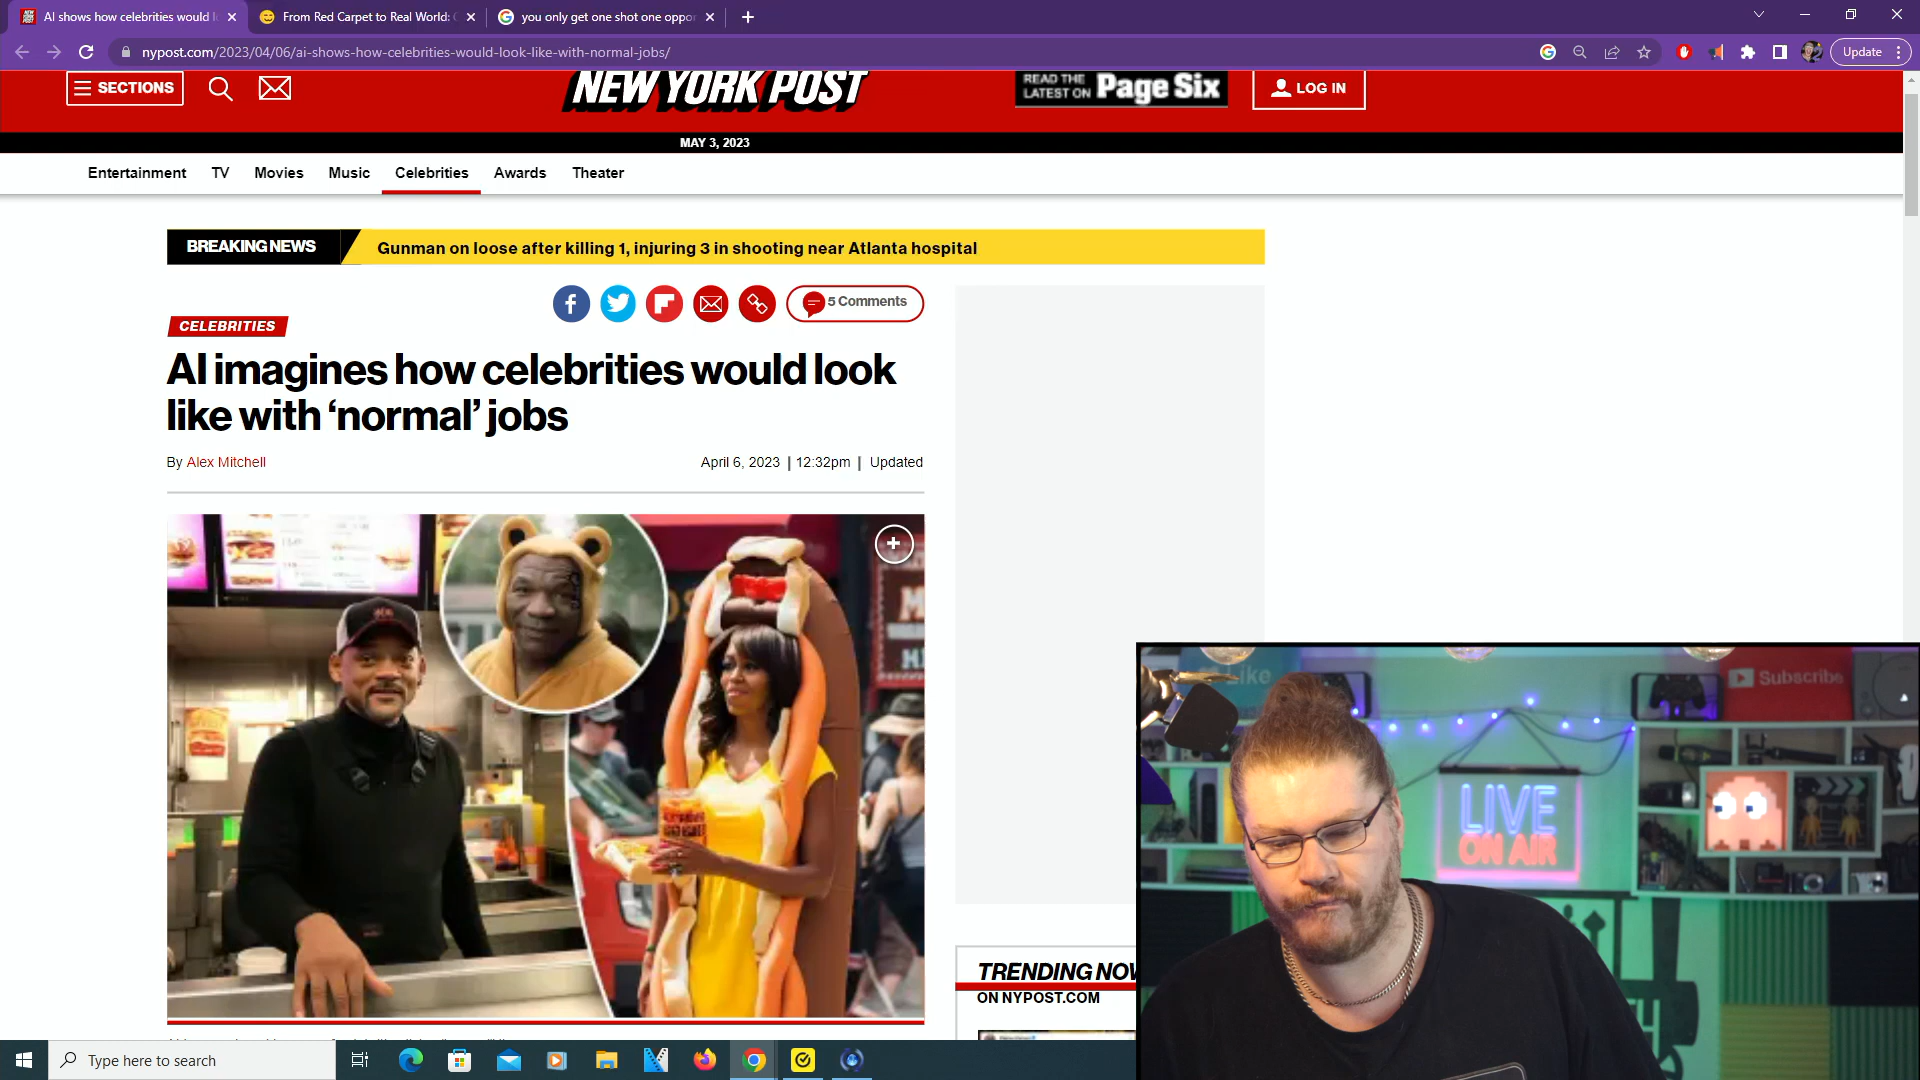 AI shows how celebrities would l
From Red Carpet to Real World:
you only get one shot one oppor
nypost.com/2023/04/06/ai-shows-how-celebrities-would-look-like-with-normal-jobs/
Update
SECTIONS
NEW YORK POST
READ THE
LATEST ON
Page Six
LOG IN
MAY 3, 2023
Entertainment TV Movies Music Celebrities Awards Theater
BREAKING NEWS
Gunman on loose after killing 1, injuring 3 in shooting near Atlanta hospital
5 Comments
CELEBRITIES
AI imagines how celebrities would look
like with ‘normal’ jobs
By Alex Mitchell
April 6, 2023 | 12:32pm | Updated
TRENDING NOW
ON NYPOST.COM
like
Subscribe
LIVE
ON AIR
Type here to search